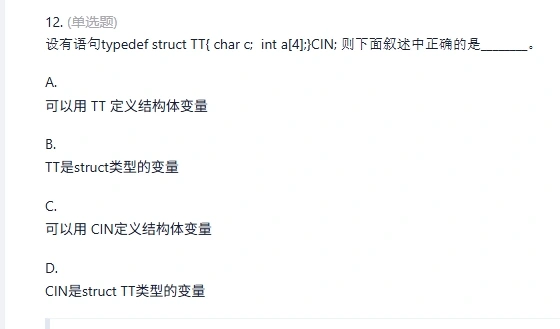 12. (单选题)
设有语句typedef struct TT{ char c;  int a[4];}CIN; 则下面叙述中正确的是________。
A.
可以用 TT 定义结构体变量
B.
TT是struct类型的变量
C.
可以用 CIN定义结构体变量
D.
CIN是struct TT类型的变量